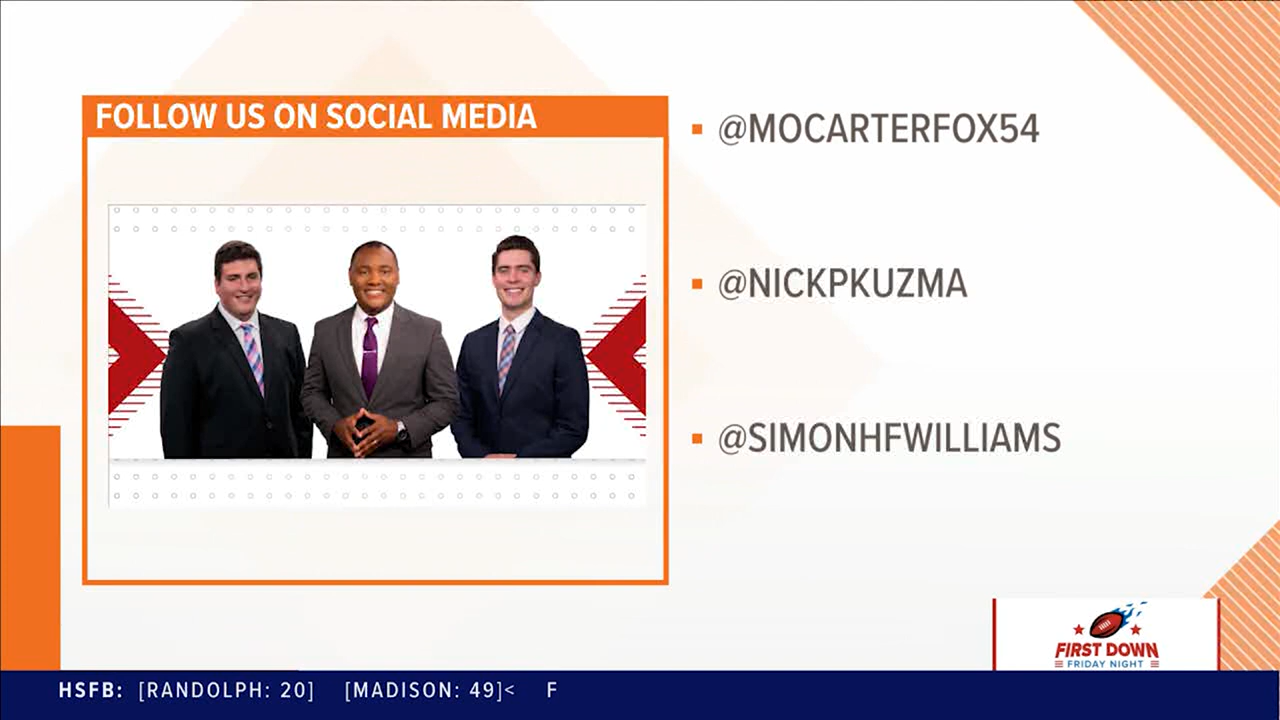 FOLLOW US ON SOCIAL MEDIA
@MOCARTERFOX54
@NICKPKUZMA
@SIMONHFWILLIAMS
FIRST DOWN
FRIDAY NIGHT
HSFB: [RANDOLPH: 20] [MADISON: 49]< F